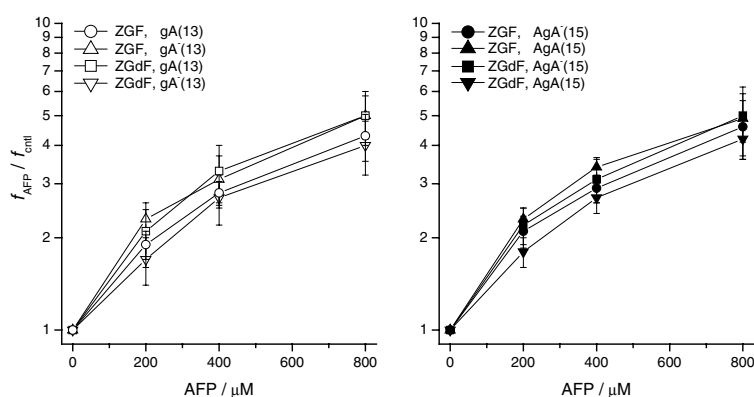 10
9
8
7
6
5
4
3
2
1
f_AFP / f_cntl
ZGF, gA(13)
ZGF, gA⁻(13)
ZGdF, gA(13)
ZGdF, gA⁻(13)
0 200 400 600 800
AFP / μM
10
9
8
7
6
5
4
3
2
1
ZGF, AgA⁻(15)
ZGF, AgA(15)
ZGdF, AgA⁻(15)
ZGdF, AgA(15)
0 200 400 600 800
AFP / μM